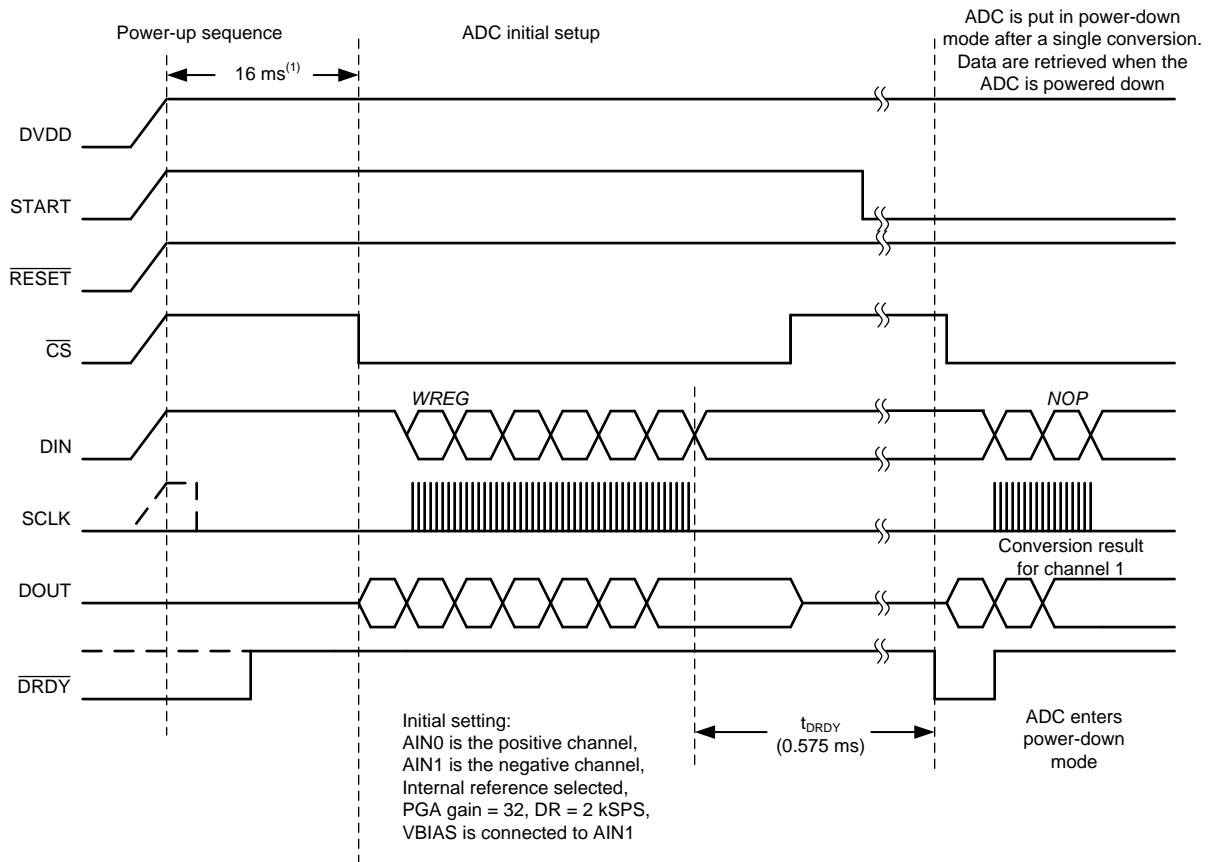 Power-up sequence
ADC initial setup
ADC is put in power-down
mode after a single conversion.
Data are retrieved when the
ADC is powered down
16 ms(1)
DVDD
START
RESET
CS
WREG
NOP
DIN
SCLK
Conversion result
for channel 1
DOUT
DRDY
Initial setting:
AIN0 is the positive channel,
AIN1 is the negative channel,
Internal reference selected,
PGA gain = 32, DR = 2 kSPS,
VBIAS is connected to AIN1
tDRDY
(0.575 ms)
ADC enters
power-down
mode